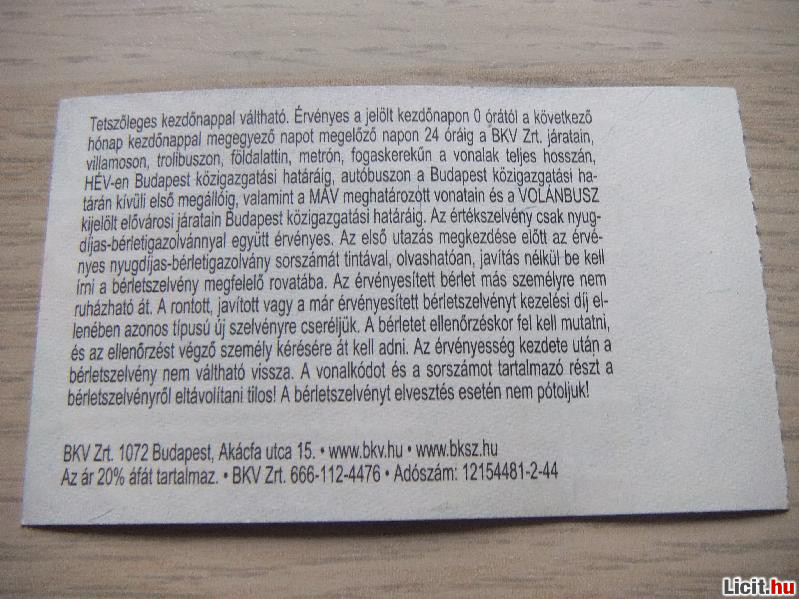 Tetszőleges kezdőnappal váltható. Érvényes a jelölt kezdőnapon 0 órától a következő
hónap kezdőnappal megegyező napot megelőző napon 24 óráig a BKV Zrt. járatain,
villamoson, trolibuszon, földalattin, metrón, fogaskerekűn a vonalak teljes hosszán,
HÉV-en Budapest közigazgatási határáig, autóbuszon a Budapest közigazgatási ha-
tárán kívüli első megállóig, valamint a MÁV meghatározott vonatain és a VOLÁNBUSZ
kijelölt elővárosi járatain Budapest közigazgatási határáig. Az értékszelvény csak nyug-
díjas-bérletigazolvánnyal együtt érvényes. Az első utazás megkezdése előtt az érvé-
nyes nyugdíjas-bérletigazolvány sorszámát tintával, olvashatóan, javítás nélkül be kell
írni a bérletszelvény megfelelő rovatába. Az érvényesített bérlet más személyre nem
ruházható át. A rontott, javított vagy a már érvényesített bérletszelvényt kezelési díj el-
lenében azonos típusú új szelvényre cseréljük. A bérletet ellenőrzéskor fel kell mutatni,
és az ellenőrzést végző személy kérésére át kell adni. Az érvényesség kezdete után a
bérletszelvény nem váltható vissza. A vonalkódot és a sorszámot tartalmazó részt a
bérletszelvényről eltávolítani tilos! A bérletszelvényt elvesztés esetén nem pótoljuk!
BKV Zrt. 1072 Budapest, Akácfa utca 15. • www.bkv.hu • www.bksz.hu
Az ár 20% áfát tartalmaz. • BKV Zrt. 666-112-4476 • Adószám: 12154481-2-44
Licit.hu